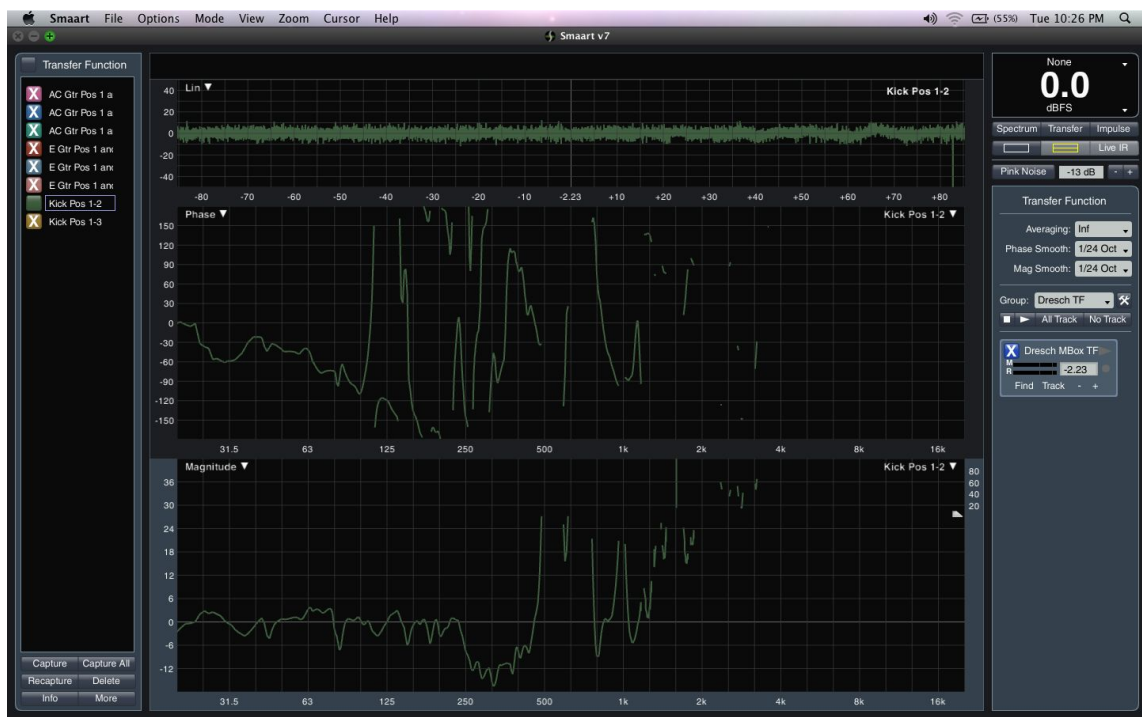 Smaart File Options Mode View Zoom Cursor Help (55%) Tue 10:26 PM
Smaart v7
Transfer Function
AC Gtr Pos 1 a
AC Gtr Pos 1 a
AC Gtr Pos 1 a
E Gtr Pos 1 and
E Gtr Pos 1 and
E Gtr Pos 1 and
Kick Pos 1-2
Kick Pos 1-3
Capture Capture All
Recapture Delete
Info More
Lin ▼ Kick Pos 1-2
40
20
0
-20
-40
-80 -70 -60 -50 -40 -30 -20 -10 -2.23 +10 +20 +30 +40 +50 +60 +70 +80
Phase ▼ Kick Pos 1-2 ▼
150
120
90
60
30
0
-30
-60
-90
-120
-150
31.5 63 125 250 500 1k 2k 4k 8k 16k
Magnitude ▼ Kick Pos 1-2 ▼
36
30
24
18
12
6
0
-6
-12
80
60
40
20
31.5 63 125 250 500 1k 2k 4k 8k 16k
None
0.0
dBFS
Spectrum Transfer Impulse
Live IR
Pink Noise -13 dB - +
Transfer Function
Averaging: Inf
Phase Smooth: 1/24 Oct
Mag Smooth: 1/24 Oct
Group: Dresch TF
All Track No Track
X Dresch MBox TF
M
R -2.23
Find Track - +